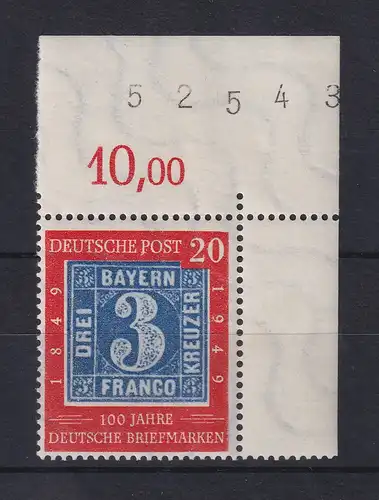 5 2 5 4 3
10,00
DEUTSCHE POST 20
1849
BAYERN
DREI
3
KREUZER
FRANCO
1949
100 JAHRE
DEUTSCHE BRIEFMARKEN